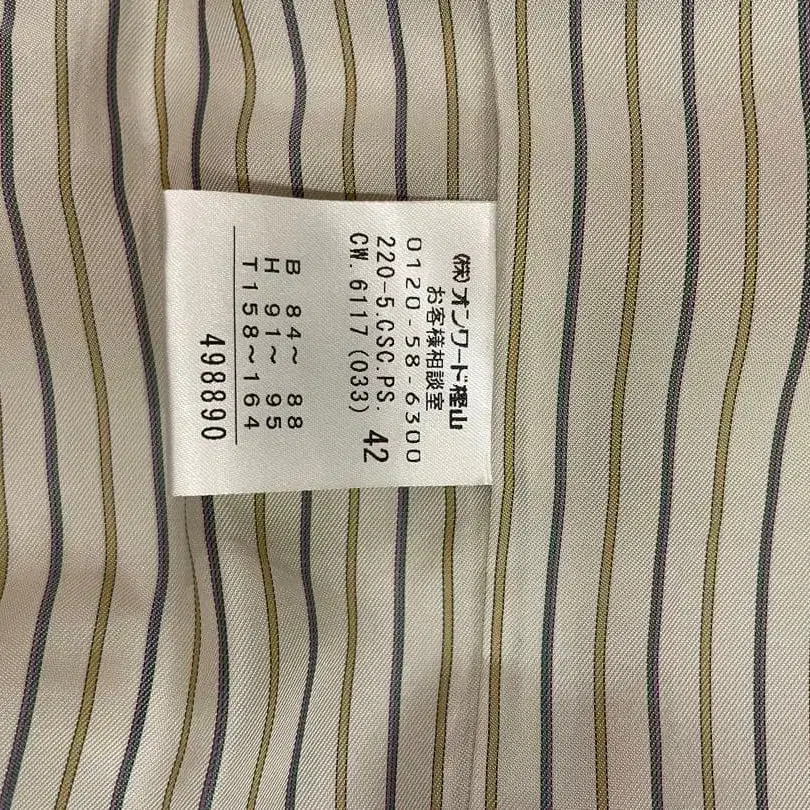 (株)オンワード樫山
お客様相談室
0120-58-6300
220-5.CSC.PS. 42
CW.6117(033)
B 84~ 88
H 91~ 95
T158~164
498890